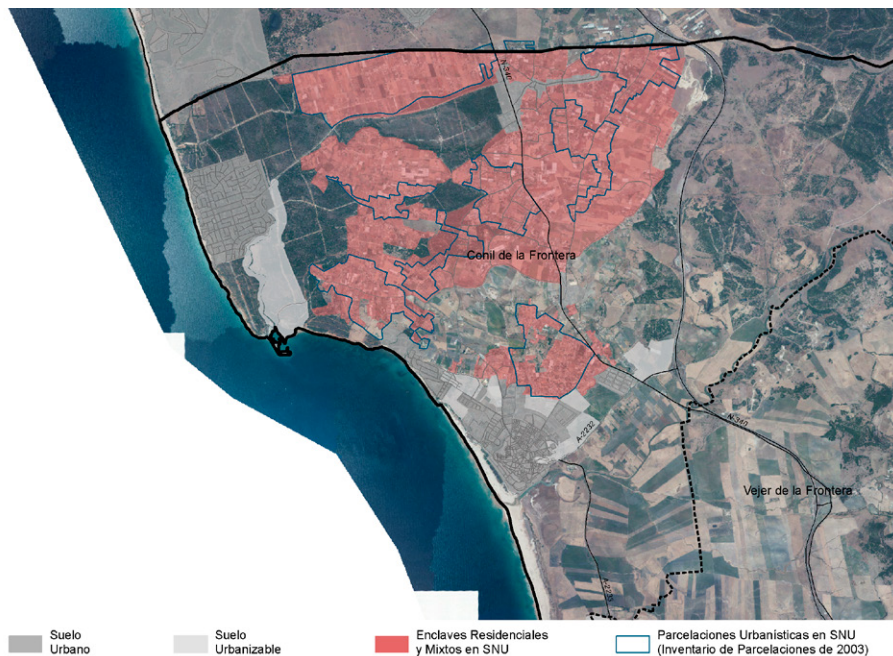 N-340
Conil de la Frontera
A-2232
N-340
Vejer de la Frontera
A-2233
Suelo
Urbano
Suelo
Urbanizable
Enclaves Residenciales
y Mixtos en SNU
Parcelaciones Urbanísticas en SNU
(Inventario de Parcelaciones de 2003)